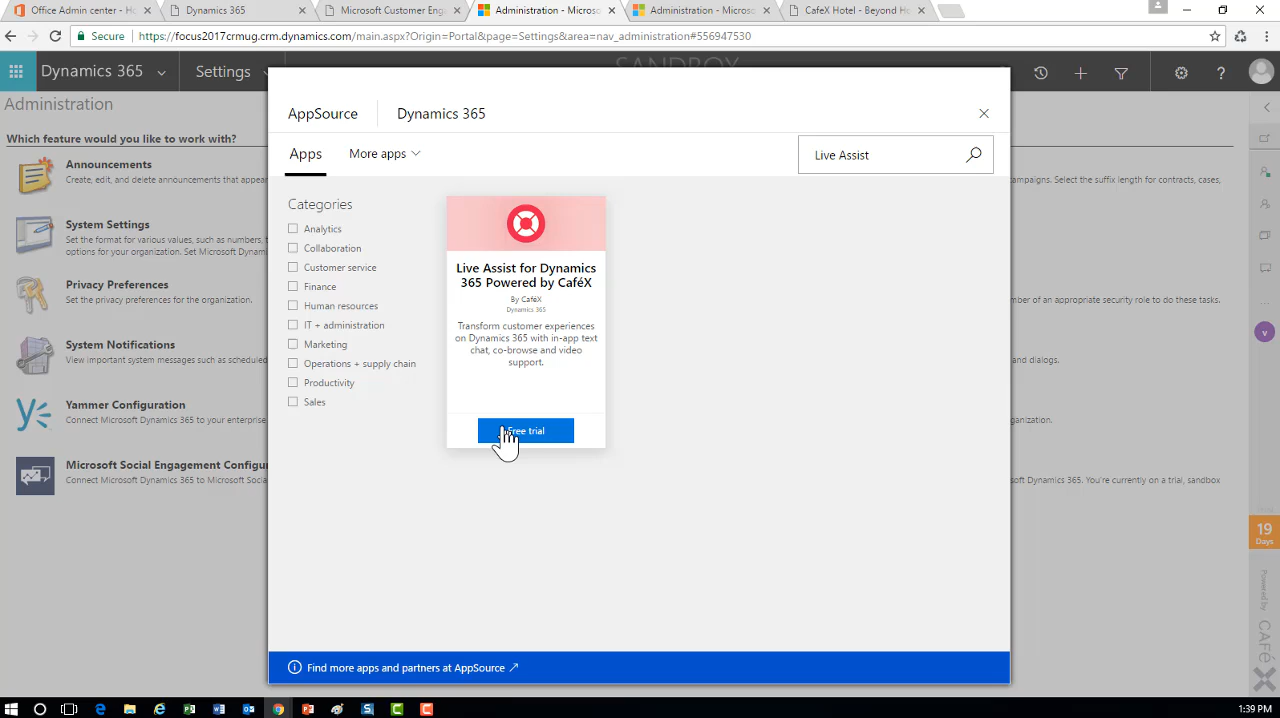 Office Admin center - Ho
Dynamics 365
Microsoft Customer Eng
Administration - Microso
Administration - Microso
CafeX Hotel - Beyond Ho
Secure
https://focus2017crmug.crm.dynamics.com/main.aspx?Origin=Portal&page=Settings&area=nav_administration#556947530
Dynamics 365
Settings
SANDBOX
Administration
Which feature would you like to work with?
Announcements
Create, edit, and delete announcements that appear
campaigns. Select the suffix length for contracts, cases,
System Settings
Set the format for various values, such as numbers,
options for your organization. Set Microsoft Dynam
Privacy Preferences
Set the privacy preferences for the organization.
mber of an appropriate security role to do these tasks.
System Notifications
View important system messages such as scheduled
and dialogs.
Yammer Configuration
Connect Microsoft Dynamics 365 to your enterprise
ganization.
Microsoft Social Engagement Configu
Connect Microsoft Dynamics 365 to Microsoft Socia
soft Dynamics 365. You're currently on a trial, sandbox
AppSource
Dynamics 365
Apps
More apps
Live Assist
Categories
Analytics
Collaboration
Customer service
Finance
Human resources
IT + administration
Marketing
Operations + supply chain
Productivity
Sales
Live Assist for Dynamics
365 Powered by CaféX
By CaféX
Dynamics 365
Transform customer experiences
on Dynamics 365 with in-app text
chat, co-browse and video
support.
Free trial
Find more apps and partners at AppSource
v
19
Days
Powered by
CAFÉ X
1:39 PM